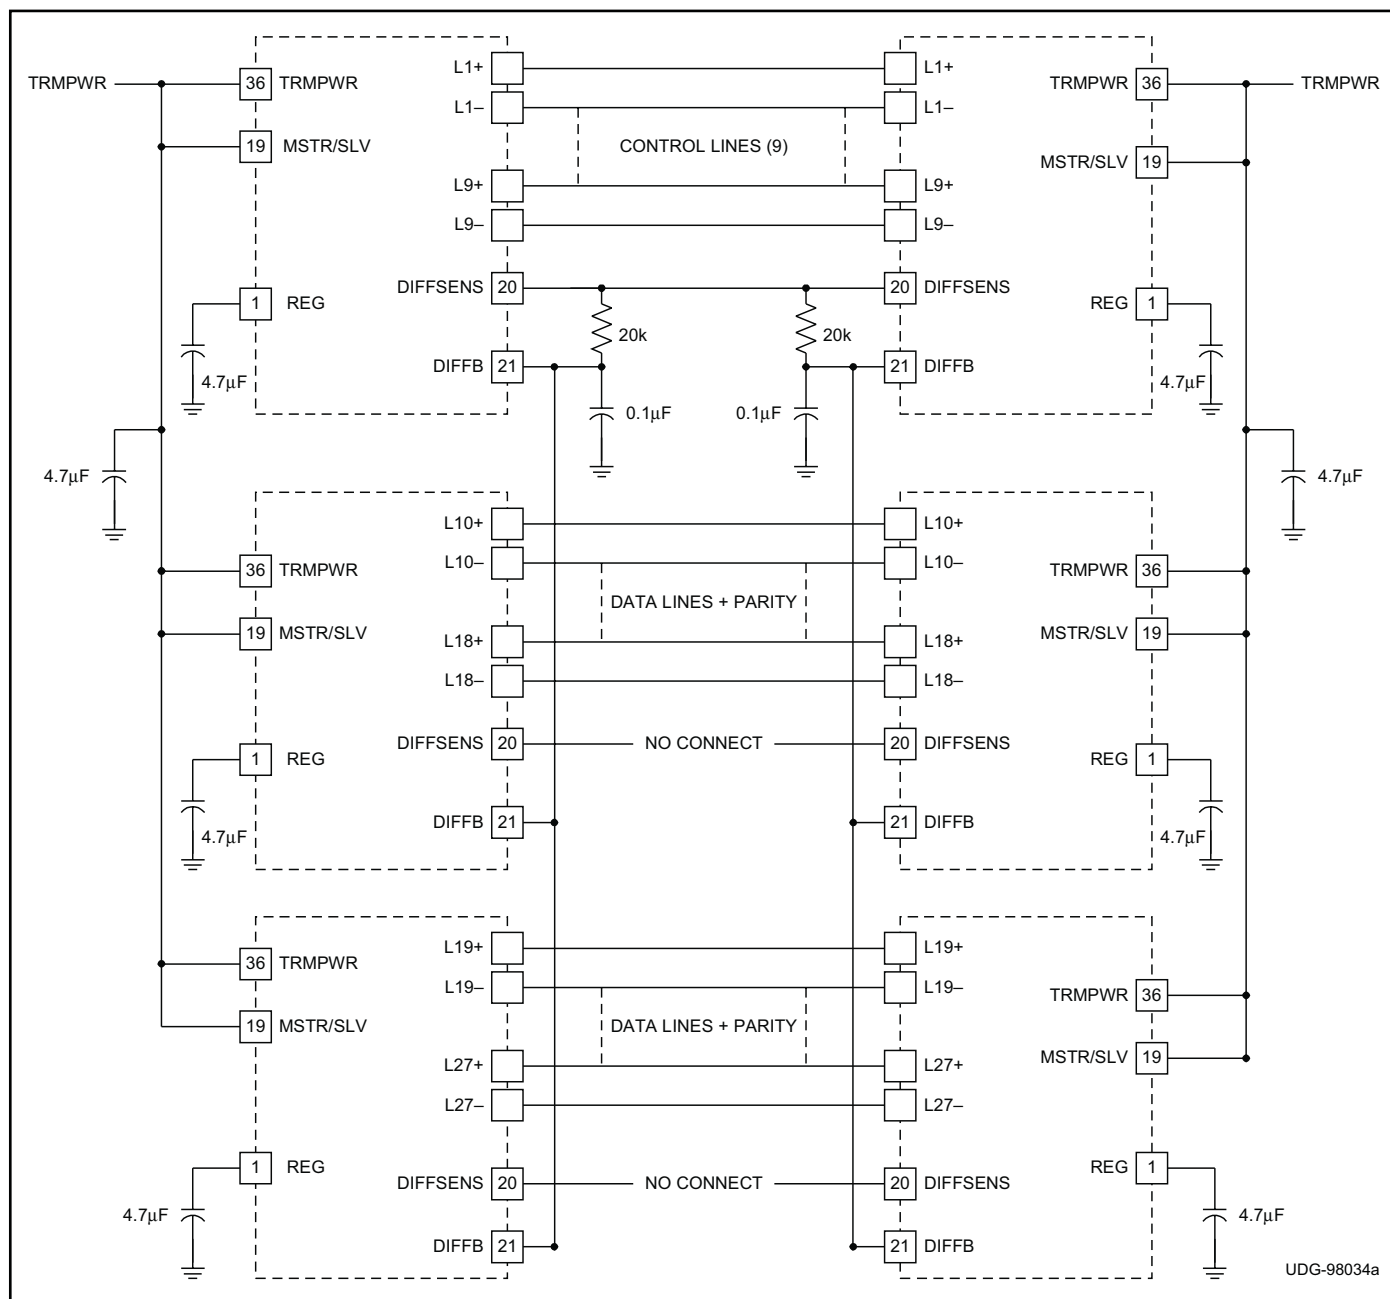 L1+ L1+
TRMPWR 36 TRMPWR TRMPWR 36 TRMPWR
L1– L1–
19 MSTR/SLV CONTROL LINES (9) MSTR/SLV 19
L9+ L9+
L9– L9–
DIFFSENS 20 20 DIFFSENS
1 REG REG 1
20k 20k
DIFFB 21 21 DIFFB
4.7µF 4.7µF
0.1µF 0.1µF
4.7µF 4.7µF
L10+ L10+
L10– L10–
36 TRMPWR TRMPWR 36
DATA LINES + PARITY
19 MSTR/SLV L18+ L18+ MSTR/SLV 19
L18– L18–
DIFFSENS 20 NO CONNECT 20 DIFFSENS
1 REG REG 1
DIFFB 21 21 DIFFB
4.7µF 4.7µF
L19+ L19+
36 TRMPWR
L19– L19–
TRMPWR 36
19 MSTR/SLV DATA LINES + PARITY
MSTR/SLV 19
L27+ L27+
L27– L27–
1 REG REG 1
DIFFSENS 20 NO CONNECT 20 DIFFSENS
4.7µF 4.7µF
DIFFB 21 21 DIFFB
UDG-98034a